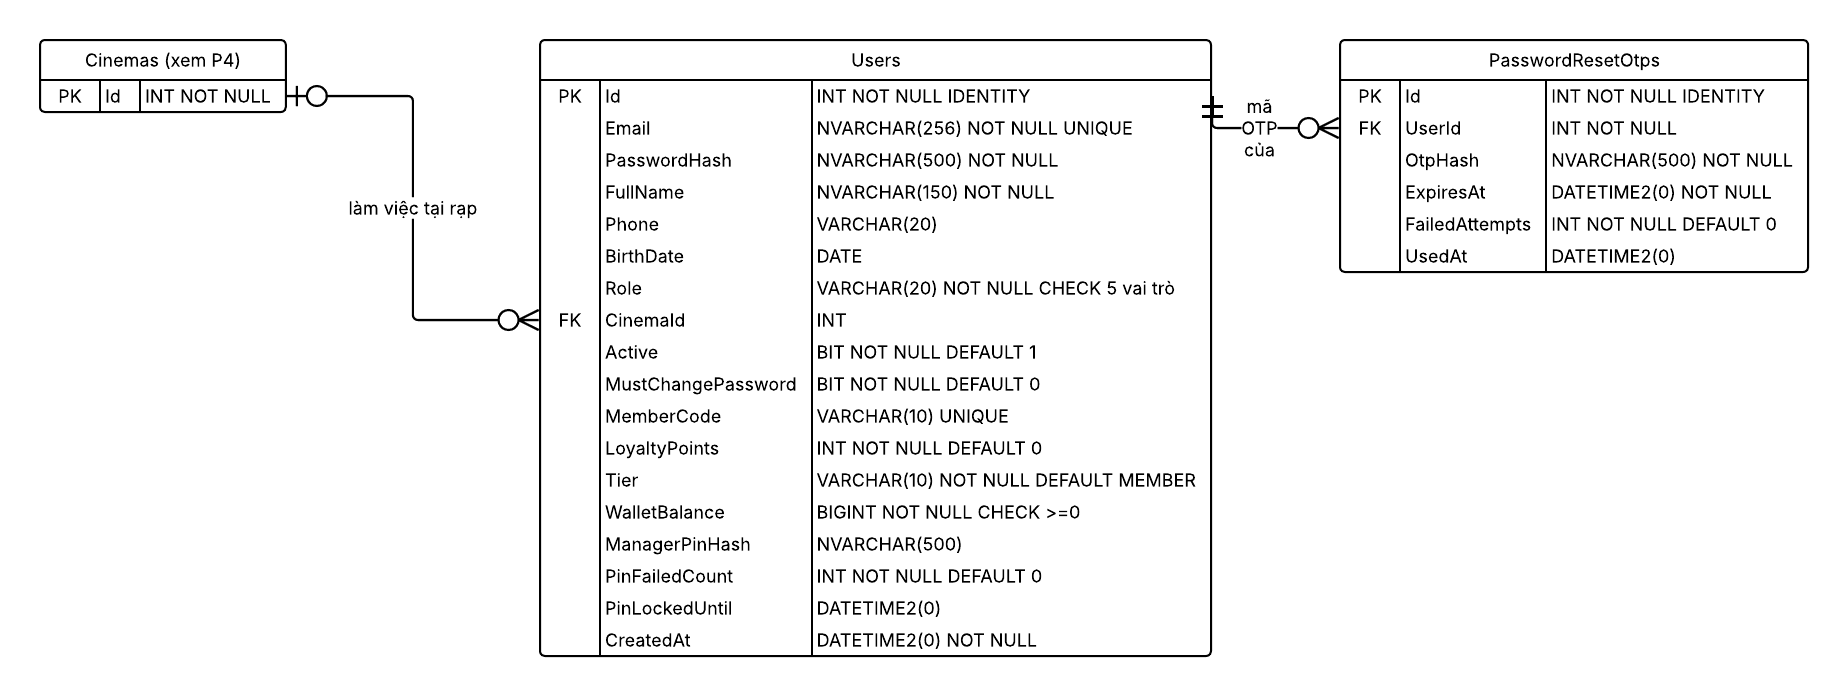 Cinemas (xem P4)
PK Id INT NOT NULL
làm việc tại rạp
Users
PK Id INT NOT NULL IDENTITY
Email NVARCHAR(256) NOT NULL UNIQUE
PasswordHash NVARCHAR(500) NOT NULL
FullName NVARCHAR(150) NOT NULL
Phone VARCHAR(20)
BirthDate DATE
Role VARCHAR(20) NOT NULL CHECK 5 vai trò
FK CinemaId INT
Active BIT NOT NULL DEFAULT 1
MustChangePassword BIT NOT NULL DEFAULT 0
MemberCode VARCHAR(10) UNIQUE
LoyaltyPoints INT NOT NULL DEFAULT 0
Tier VARCHAR(10) NOT NULL DEFAULT MEMBER
WalletBalance BIGINT NOT NULL CHECK >=0
ManagerPinHash NVARCHAR(500)
PinFailedCount INT NOT NULL DEFAULT 0
PinLockedUntil DATETIME2(0)
CreatedAt DATETIME2(0) NOT NULL
mã
OTP
của
PasswordResetOtps
PK Id INT NOT NULL IDENTITY
FK UserId INT NOT NULL
OtpHash NVARCHAR(500) NOT NULL
ExpiresAt DATETIME2(0) NOT NULL
FailedAttempts INT NOT NULL DEFAULT 0
UsedAt DATETIME2(0)